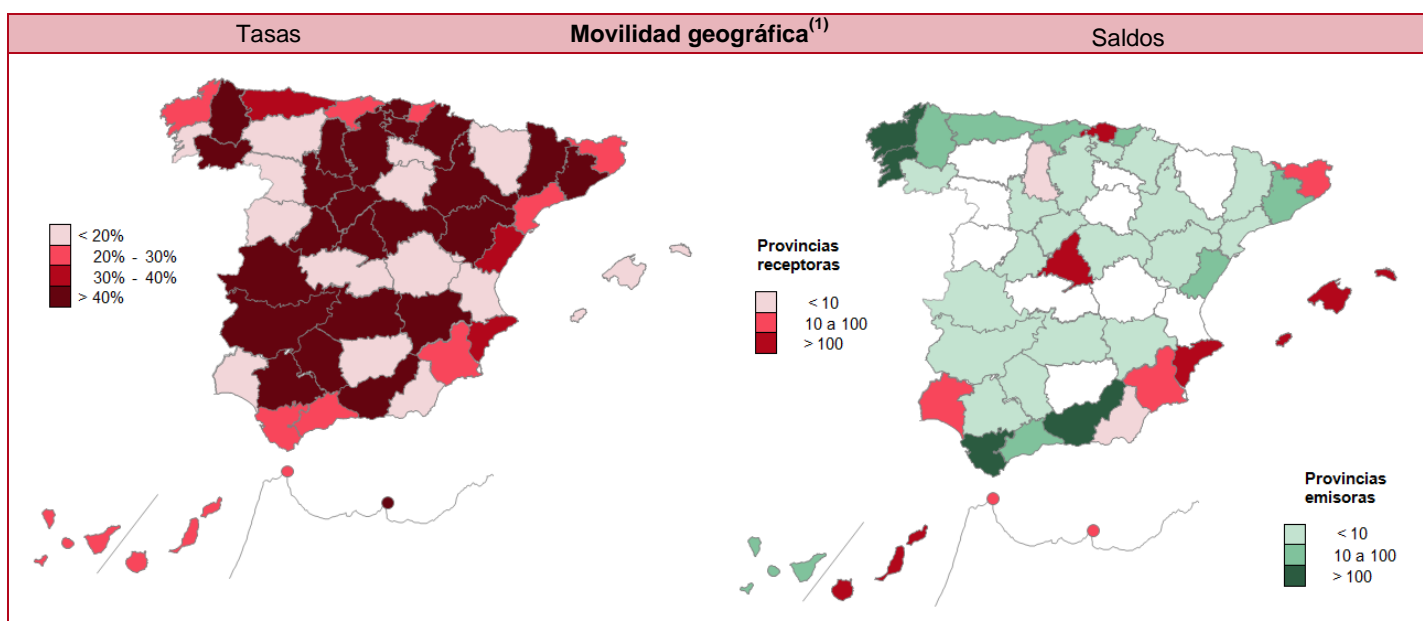 Tasas
Movilidad geográfica(1)
Saldos
< 20%
20% - 30%
30% - 40%
> 40%
Provincias
receptoras
< 10
10 a 100
> 100
Provincias
emisoras
< 10
10 a 100
> 100